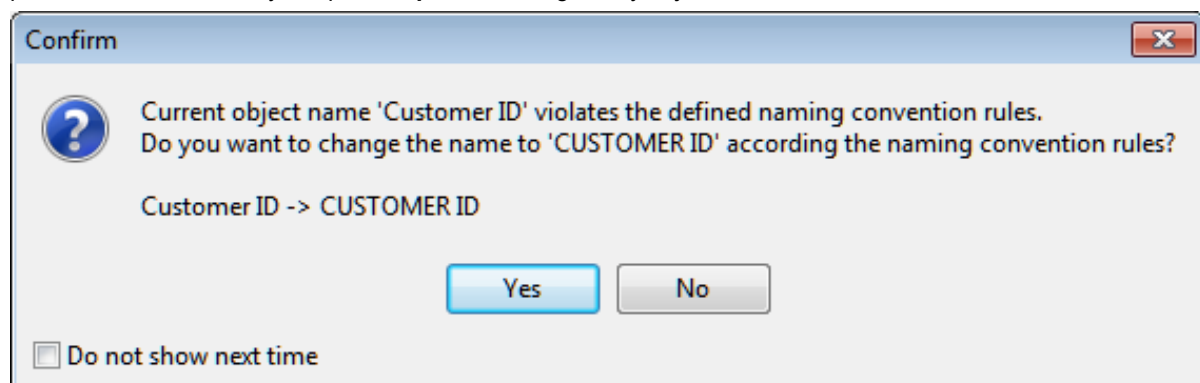 Confirm
Current object name 'Customer ID' violates the defined naming convention rules.
Do you want to change the name to 'CUSTOMER ID' according the naming convention rules?
Customer ID -> CUSTOMER ID
Yes No
Do not show next time